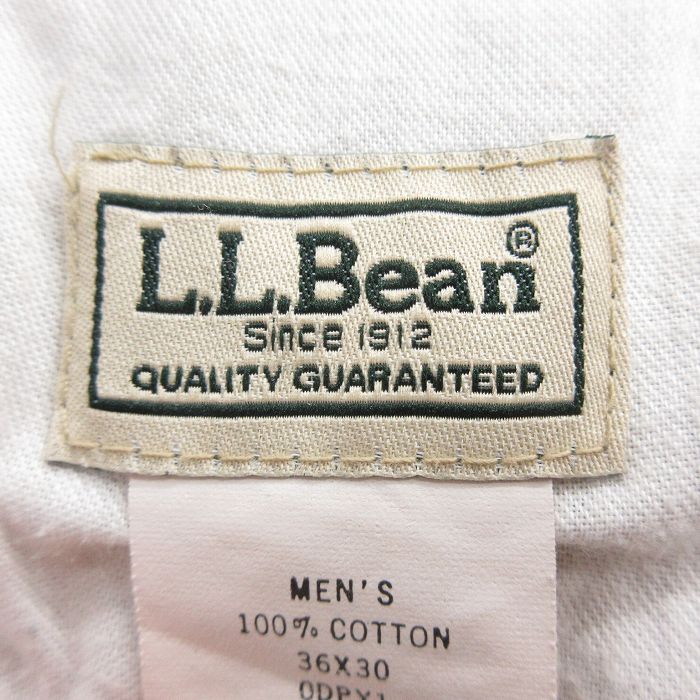 L.L.Bean®
Since 1912
QUALITY GUARANTEED
MEN'S
100% COTTON
36X30